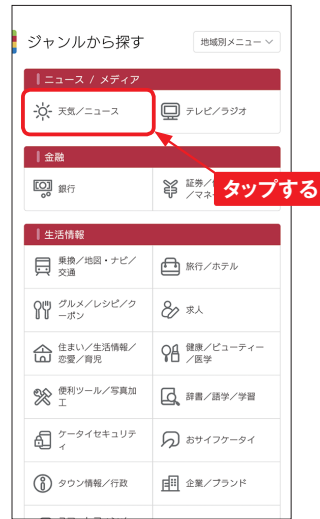 ジャンルから探す
地域別メニュー
ニュース / メディア
天気／ニュース
テレビ／ラジオ
金融
銀行
証券／
／マネ
タップする
生活情報
乗換／地図・ナビ／
交通
旅行／ホテル
グルメ／レシピ／ク
ーポン
求人
住まい／生活情報／
恋愛／育児
健康／ビューティー
／医学
便利ツール／写真加
工
辞書／語学／学習
ケータイセキュリテ
ィ
おサイフケータイ
タウン情報／行政
企業／ブランド